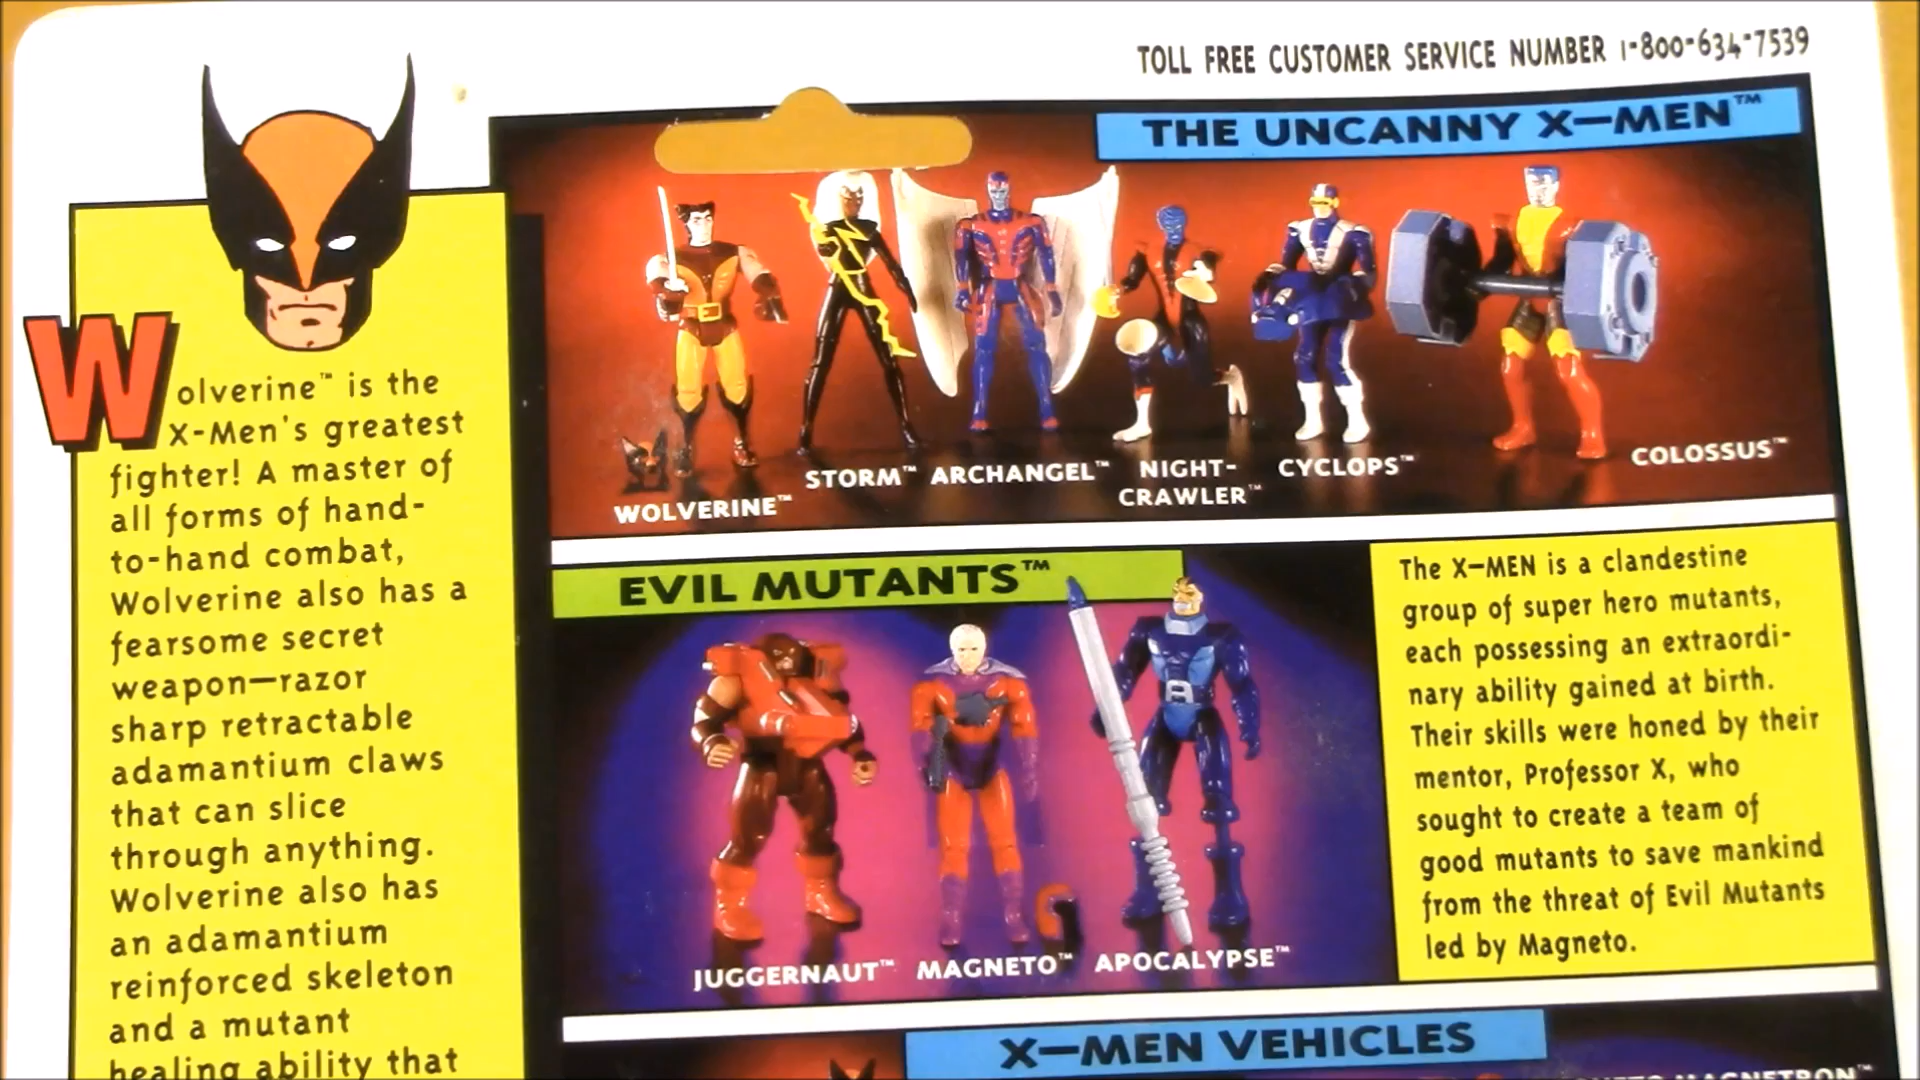 TOLL FREE CUSTOMER SERVICE NUMBER 1-800-634-7539
THE UNCANNY X-MEN™
WOLVERINE™
STORM™
ARCHANGEL™
NIGHT-
CRAWLER™
CYCLOPS™
COLOSSUS™
Wolverine™ is the
X-Men's greatest
fighter! A master of
all forms of hand-
to-hand combat,
Wolverine also has a
fearsome secret
weapon—razor
sharp retractable
adamantium claws
that can slice
through anything.
Wolverine also has
an adamantium
reinforced skeleton
and a mutant
healing ability that
EVIL MUTANTS™
JUGGERNAUT™
MAGNETO™
APOCALYPSE™
The X-MEN is a clandestine
group of super hero mutants,
each possessing an extraordi-
nary ability gained at birth.
Their skills were honed by their
mentor, Professor X, who
sought to create a team of
good mutants to save mankind
from the threat of Evil Mutants
led by Magneto.
X-MEN VEHICLES
MAGNETRON™